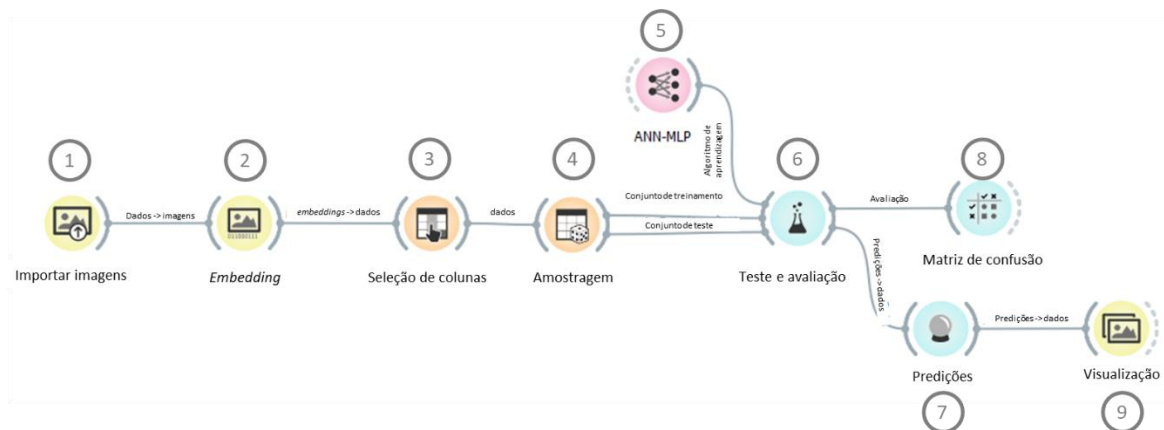 5
ANN-MLP
Algoritmo de
aprendizagem
1
2
3
4
6
8
Dados -> imagens
embeddings -> dados
dados
Conjunto de treinamento
Conjunto de teste
Avaliação
011000111
Importar imagens
Embedding
Seleção de colunas
Amostragem
Teste e avaliação
Matriz de confusão
Predições->dados
Predições->dados
Predições
Visualização
7
9